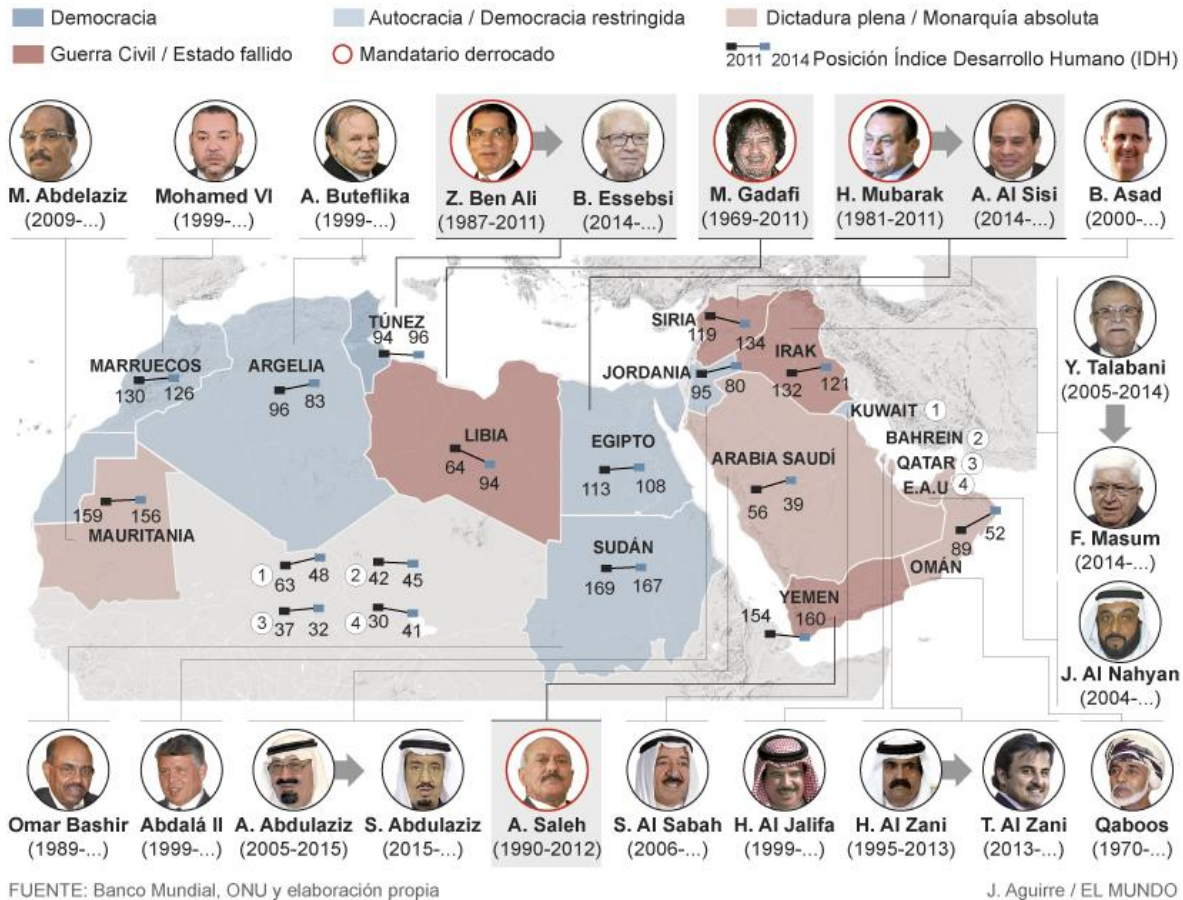 Democracia
Autocracia / Democracia restringida
Dictadura plena / Monarquía absoluta
Guerra Civil / Estado fallido
Mandatario derrocado
2011 2014 Posición Índice Desarrollo Humano (IDH)
M. Abdelaziz
(2009-...)
Mohamed VI
(1999-...)
A. Buteflika
(1999-...)
Z. Ben Ali
(1987-2011)
B. Essebsi
(2014-...)
M. Gadafi
(1969-2011)
H. Mubarak
(1981-2011)
A. Al Sisi
(2014-...)
B. Asad
(2000-...)
TÚNEZ
94 96
MARRUECOS
130 126
ARGELIA
96 83
LIBIA
64 94
EGIPTO
113 108
SIRIA
119 134
IRAK
132 121
JORDANIA
95 80
KUWAIT 1
BAHREIN 2
QATAR 3
E.A.U 4
ARABIA SAUDÍ
56 39
159 156
MAURITANIA
SUDÁN
169 167
89 52
OMÁN
YEMEN
154 160
1 63 48
2 42 45
3 37 32
4 30 41
Y. Talabani
(2005-2014)
F. Masum
(2014-...)
J. Al Nahyan
(2004-...)
Omar Bashir
(1989-...)
Abdalá II
(1999-...)
A. Abdulaziz
(2005-2015)
S. Abdulaziz
(2015-...)
A. Saleh
(1990-2012)
S. Al Sabah
(2006-...)
H. Al Jalifa
(1999-...)
H. Al Zani
(1995-2013)
T. Al Zani
(2013-...)
Qaboos
(1970-...)
FUENTE: Banco Mundial, ONU y elaboración propia
J. Aguirre / EL MUNDO